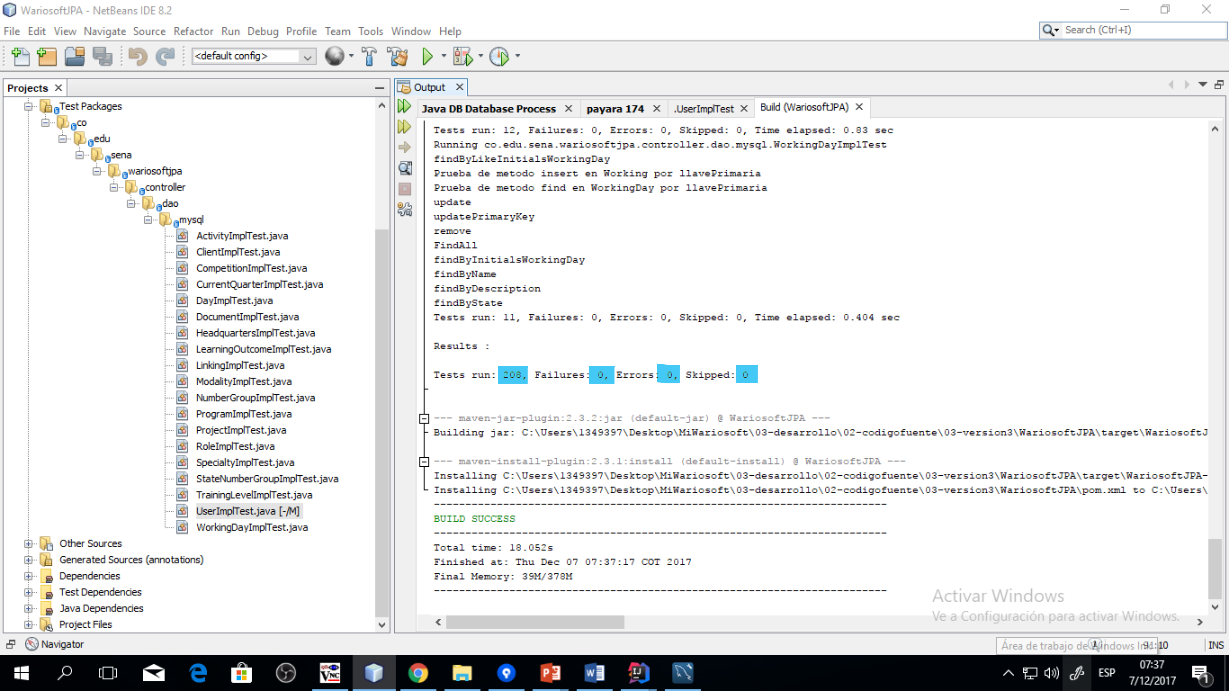 WariosoftJPA - NetBeans IDE 8.2
File Edit View Navigate Source Refactor Run Debug Profile Team Tools Window Help
Search (Ctrl+I)
<default config>
Projects
Test Packages
co
edu
sena
wariosoftjpa
controller
dao
mysql
ActivityImplTest.java
ClientImplTest.java
CompetitionImplTest.java
CurrentQuarterImplTest.java
DayImplTest.java
DocumentImplTest.java
HeadquartersImplTest.java
LearningOutcomeImplTest.java
LinkingImplTest.java
ModalityImplTest.java
NumberGroupImplTest.java
ProgramImplTest.java
ProjectImplTest.java
RoleImplTest.java
SpecialtyImplTest.java
StateNumberGroupImplTest.java
TrainingLevelImplTest.java
UserImplTest.java [-/M]
WorkingDayImplTest.java
Other Sources
Generated Sources (annotations)
Dependencies
Test Dependencies
Java Dependencies
Project Files
Navigator
Output
Java DB Database Process
payara 174
.UserImplTest
Build (WariosoftJPA)
Tests run: 12, Failures: 0, Errors: 0, Skipped: 0, Time elapsed: 0.83 sec
Running co.edu.sena.wariosoftjpa.controller.dao.mysql.WorkingDayImplTest
findByLikeInitialsWorkingDay
Prueba de metodo insert en Working por llavePrimaria
Prueba de metodo find en WorkingDay por llavePrimaria
update
updatePrimaryKey
remove
FindAll
findByInitialsWorkingDay
findByName
findByDescription
findByState
Tests run: 11, Failures: 0, Errors: 0, Skipped: 0, Time elapsed: 0.404 sec
Results :
Tests run: 208, Failures: 0, Errors: 0, Skipped: 0
--- maven-jar-plugin:2.3.2:jar (default-jar) @ WariosoftJPA ---
Building jar: C:\Users\1349397\Desktop\MiWariosoft\03-desarrollo\02-codigofuente\03-version3\WariosoftJPA\target\WariosoftJ
--- maven-install-plugin:2.3.1:install (default-install) @ WariosoftJPA ---
Installing C:\Users\1349397\Desktop\MiWariosoft\03-desarrollo\02-codigofuente\03-version3\WariosoftJPA\target\WariosoftJPA-
Installing C:\Users\1349397\Desktop\MiWariosoft\03-desarrollo\02-codigofuente\03-version3\WariosoftJPA\pom.xml to C:\Users\
BUILD SUCCESS
Total time: 18.052s
Finished at: Thu Dec 07 07:37:17 COT 2017
Final Memory: 39M/378M
Activar Windows
Ve a Configuración para activar Windows.
Área de trabajo de Windows Ink
INS
ESP
07:37
7/12/2017